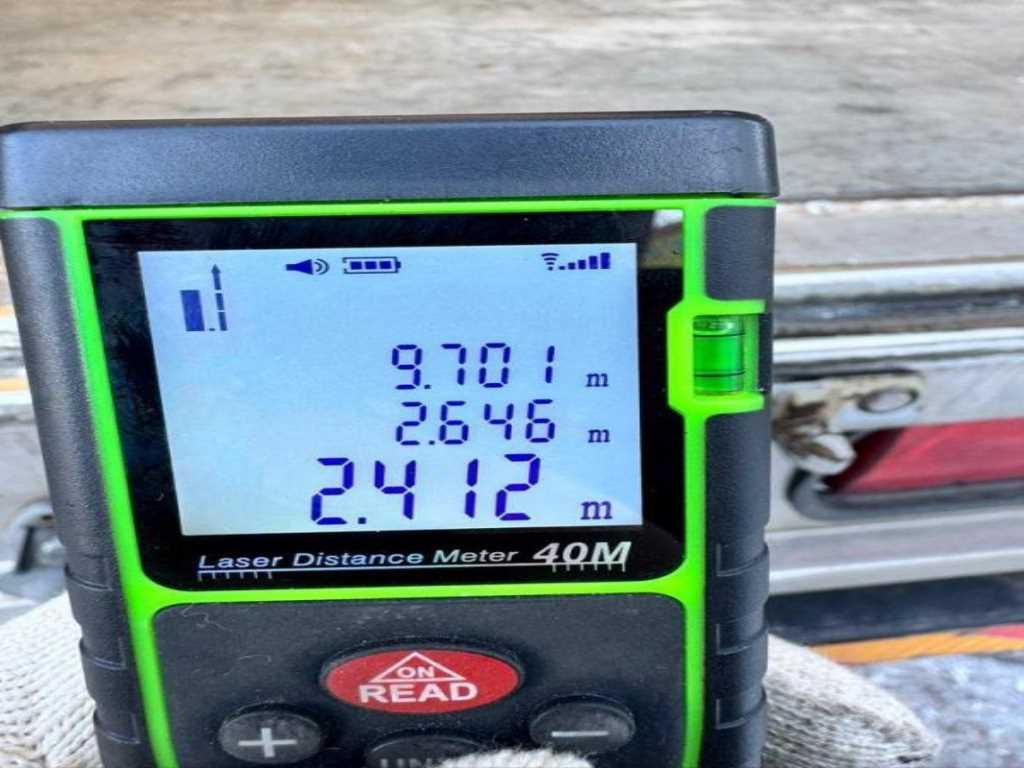 9.701 m
2.646 m
2.412 m
Laser Distance Meter 40M
ON
READ
+ −